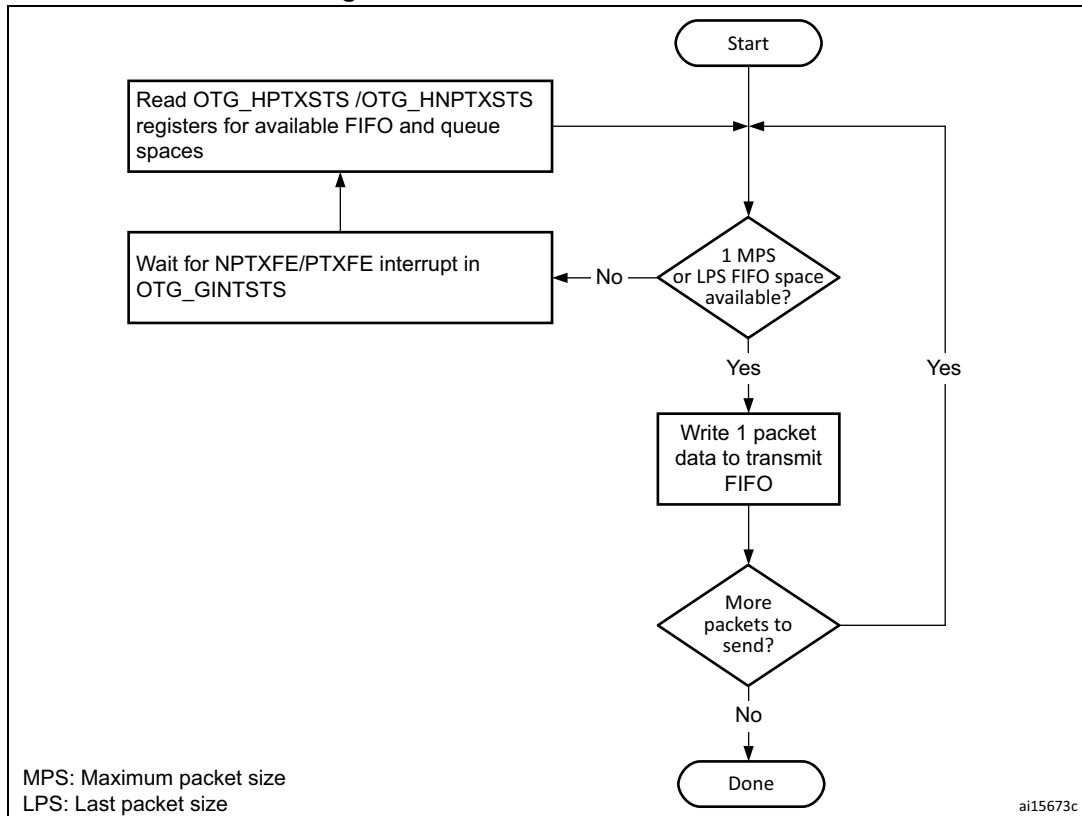 Start
Read OTG_HPTXSTS /OTG_HNPTXSTS
registers for available FIFO and queue
spaces
1 MPS
or LPS FIFO space
available?
No
Wait for NPTXFE/PTXFE interrupt in
OTG_GINTSTS
Yes
Yes
Write 1 packet
data to transmit
FIFO
More
packets to
send?
No
Done
MPS: Maximum packet size
LPS: Last packet size
ai15673c